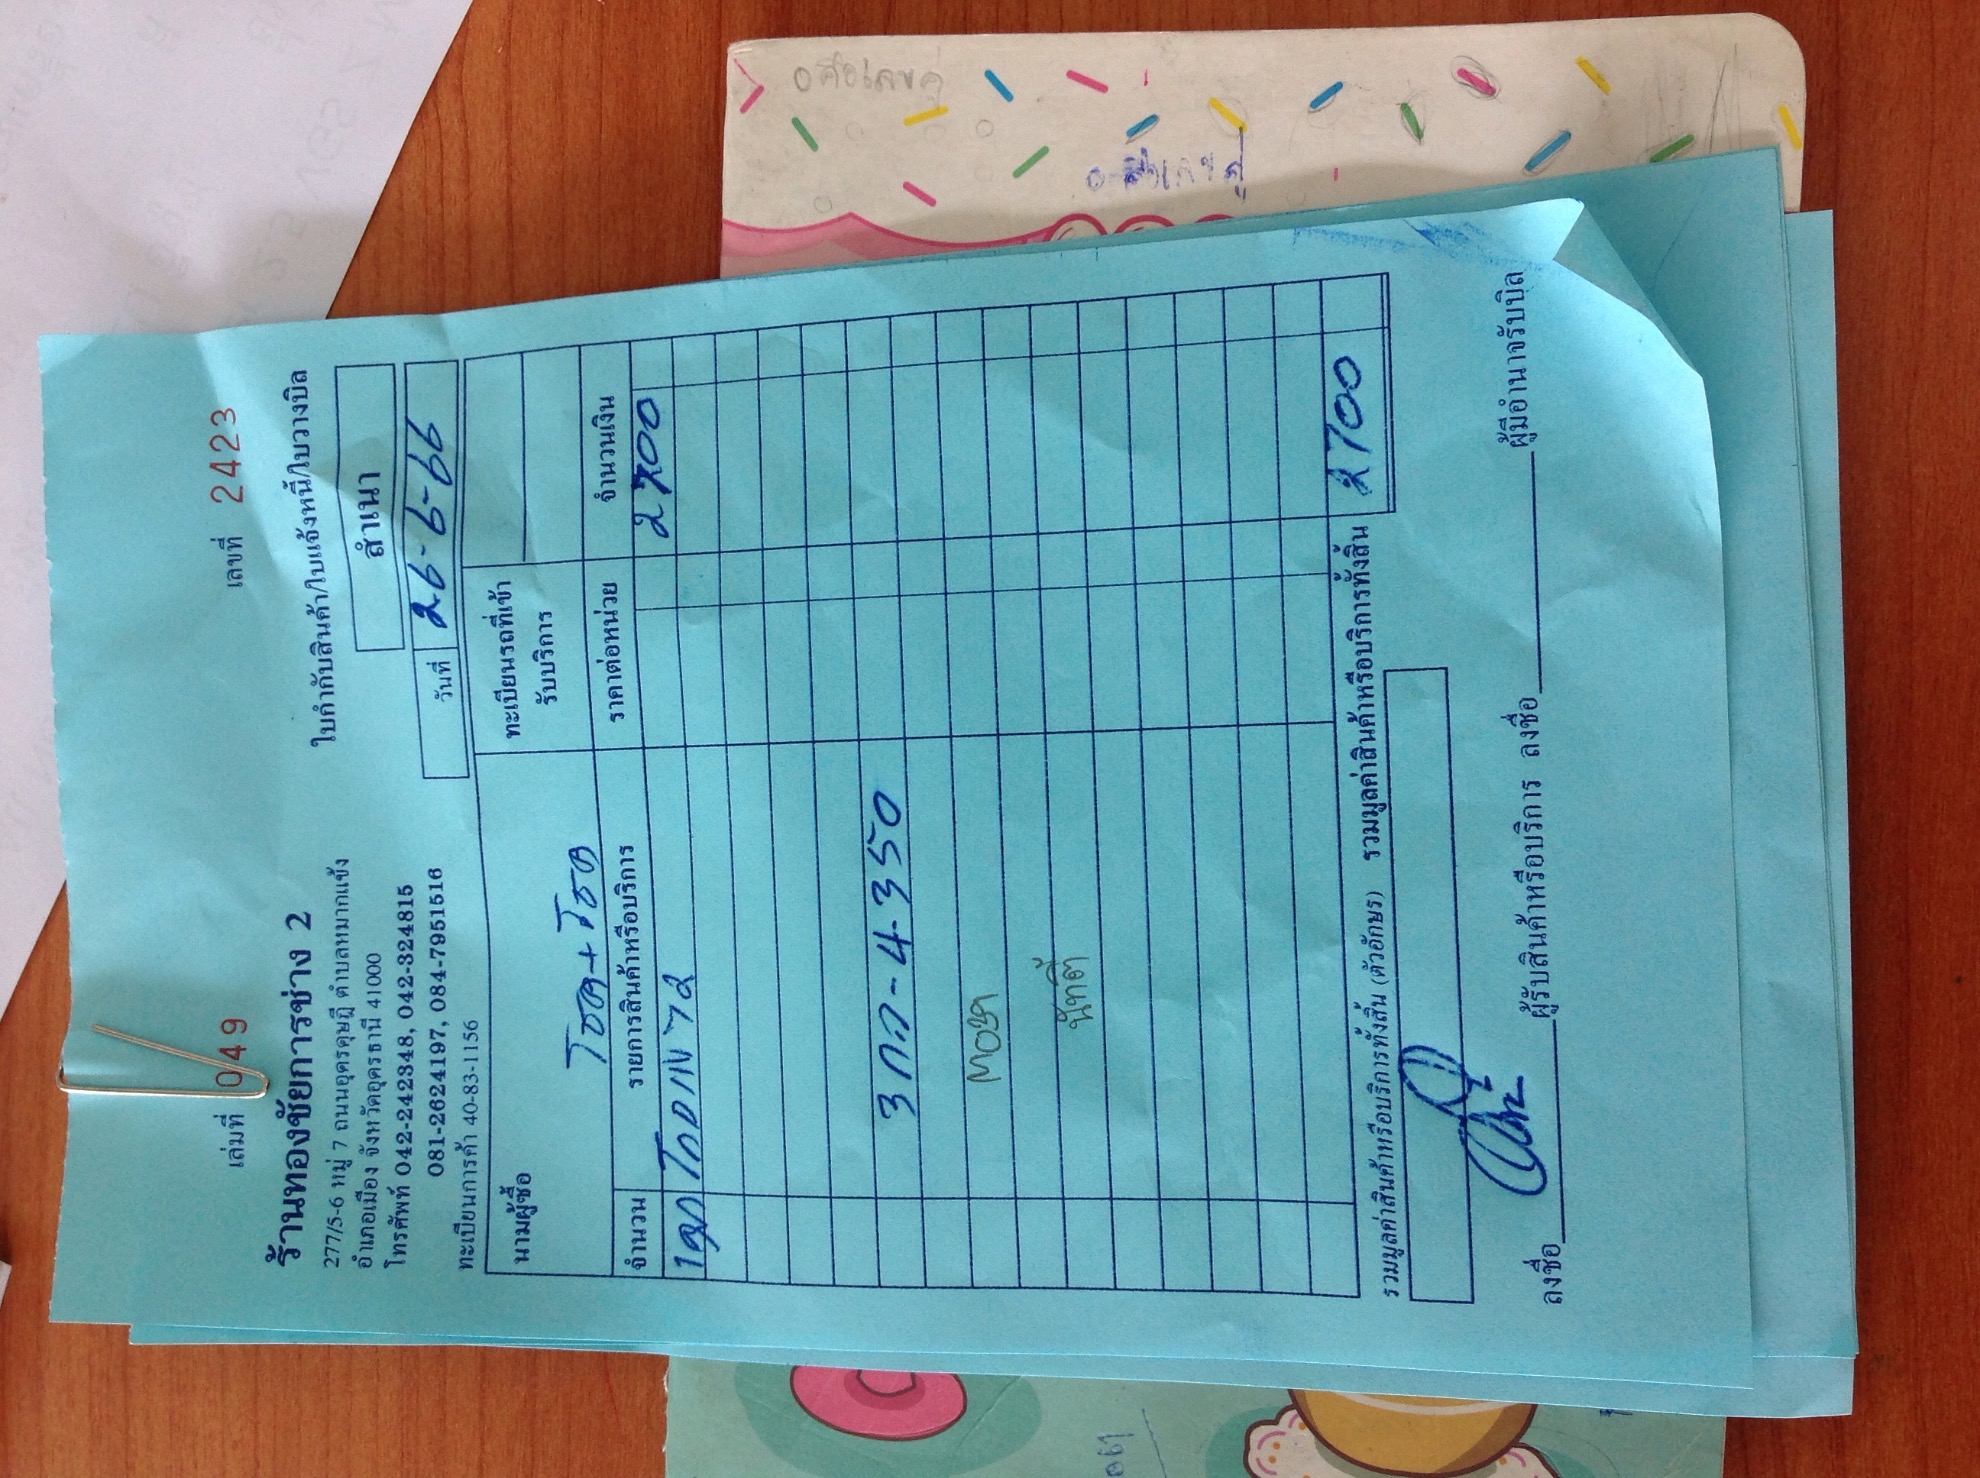 เล่มที่ 049 เลขที่ 2423
ร้านทองชัยการช่าง 2
277/5-6 หมู่ 7 ถนนอุดรดุษฎี ตำบลหมากแข้ง
อำเภอเมือง จังหวัดอุดรธานี 41000
โทรศัพท์ 042-242348, 042-324815
081-2624197, 084-7951516
ทะเบียนการค้า 40-83-1156
ใบกำกับสินค้า/ใบแจ้งหนี้/ใบวางบิล
สำเนา
วันที่ 26-6-66
นามผู้ซื้อ
ทะเบียนรถที่เข้า
รับบริการ
จำนวน รายการสินค้าหรือบริการ ราคาต่อหน่วย จำนวนเงิน
2700
3 กก-4-350
รวมมูลค่าสินค้าหรือบริการทั้งสิ้น (ตัวอักษร) รวมมูลค่าสินค้าหรือบริการทั้งสิ้น 2700
ลงชื่อ ผู้รับสินค้าหรือบริการ ลงชื่อ ผู้มีอำนาจรับบิล